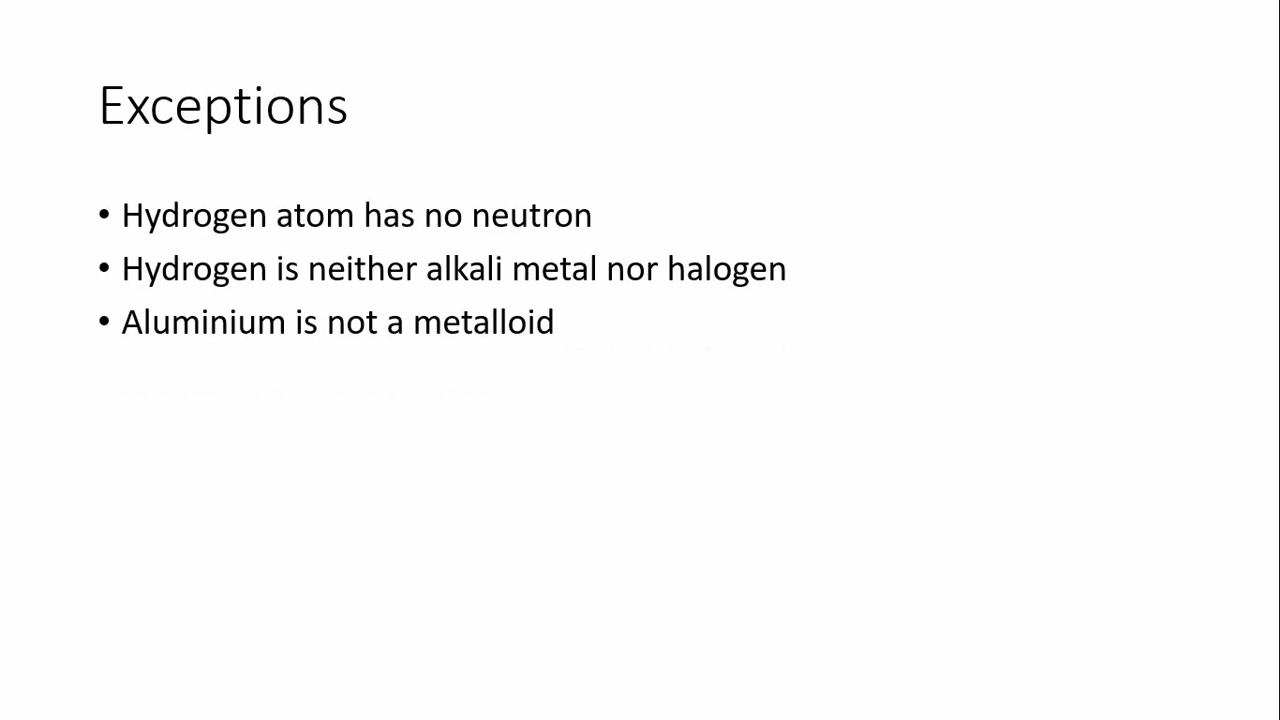 Exceptions
• Hydrogen atom has no neutron
• Hydrogen is neither alkali metal nor halogen
• Aluminium is not a metalloid